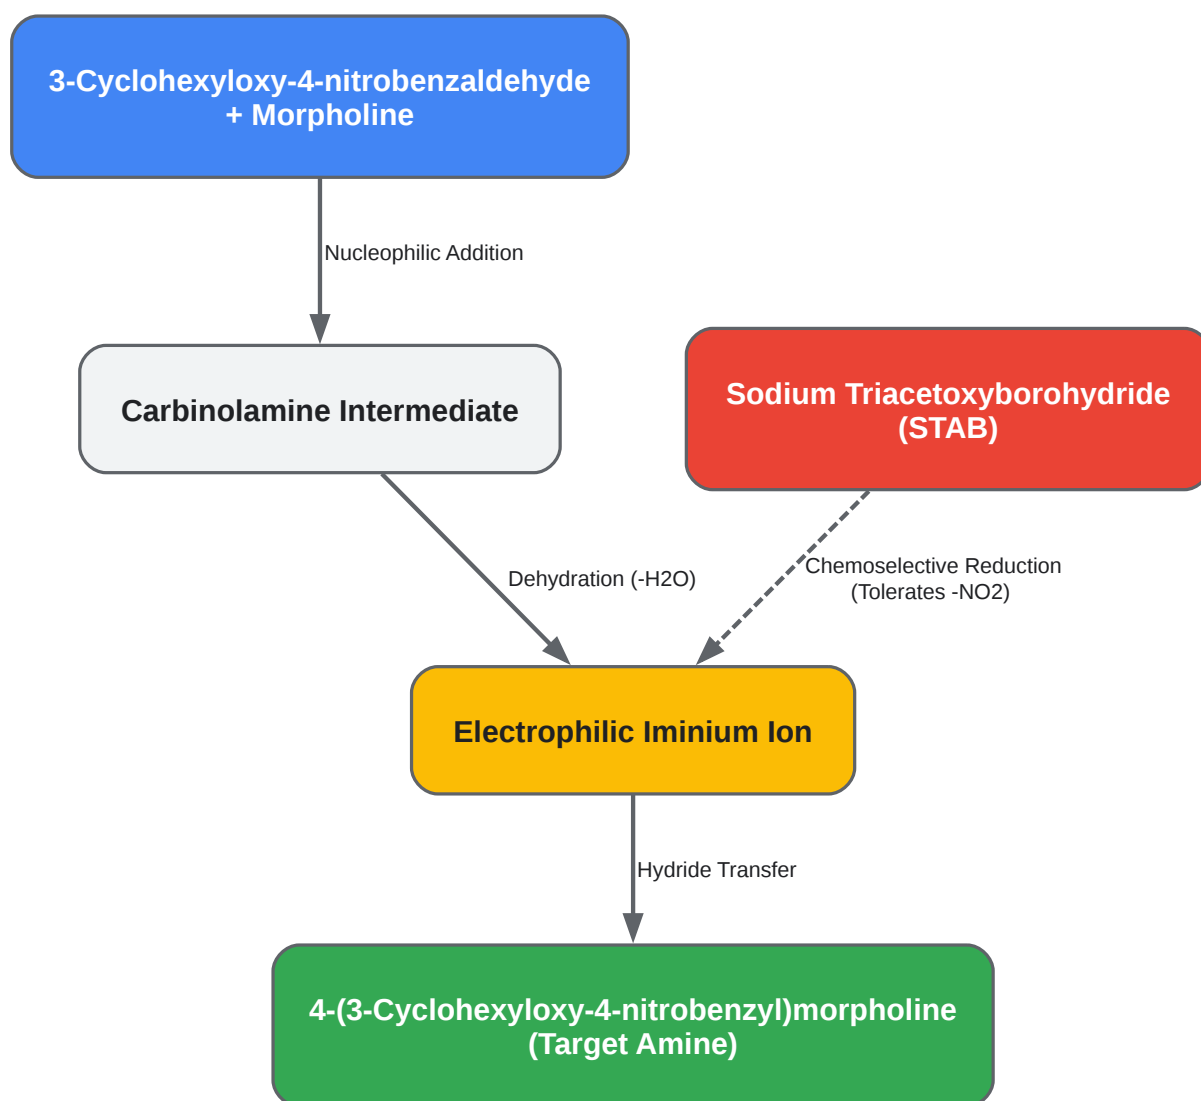 3-Cyclohexyloxy-4-nitrobenzaldehyde
+ Morpholine
Nucleophilic Addition
Carbinolamine Intermediate
Sodium Triacetoxyborohydride
(STAB)
Dehydration (-H2O)
Chemoselective Reduction
(Tolerates -NO2)
Electrophilic Iminium Ion
Hydride Transfer
4-(3-Cyclohexyloxy-4-nitrobenzyl)morpholine
(Target Amine)